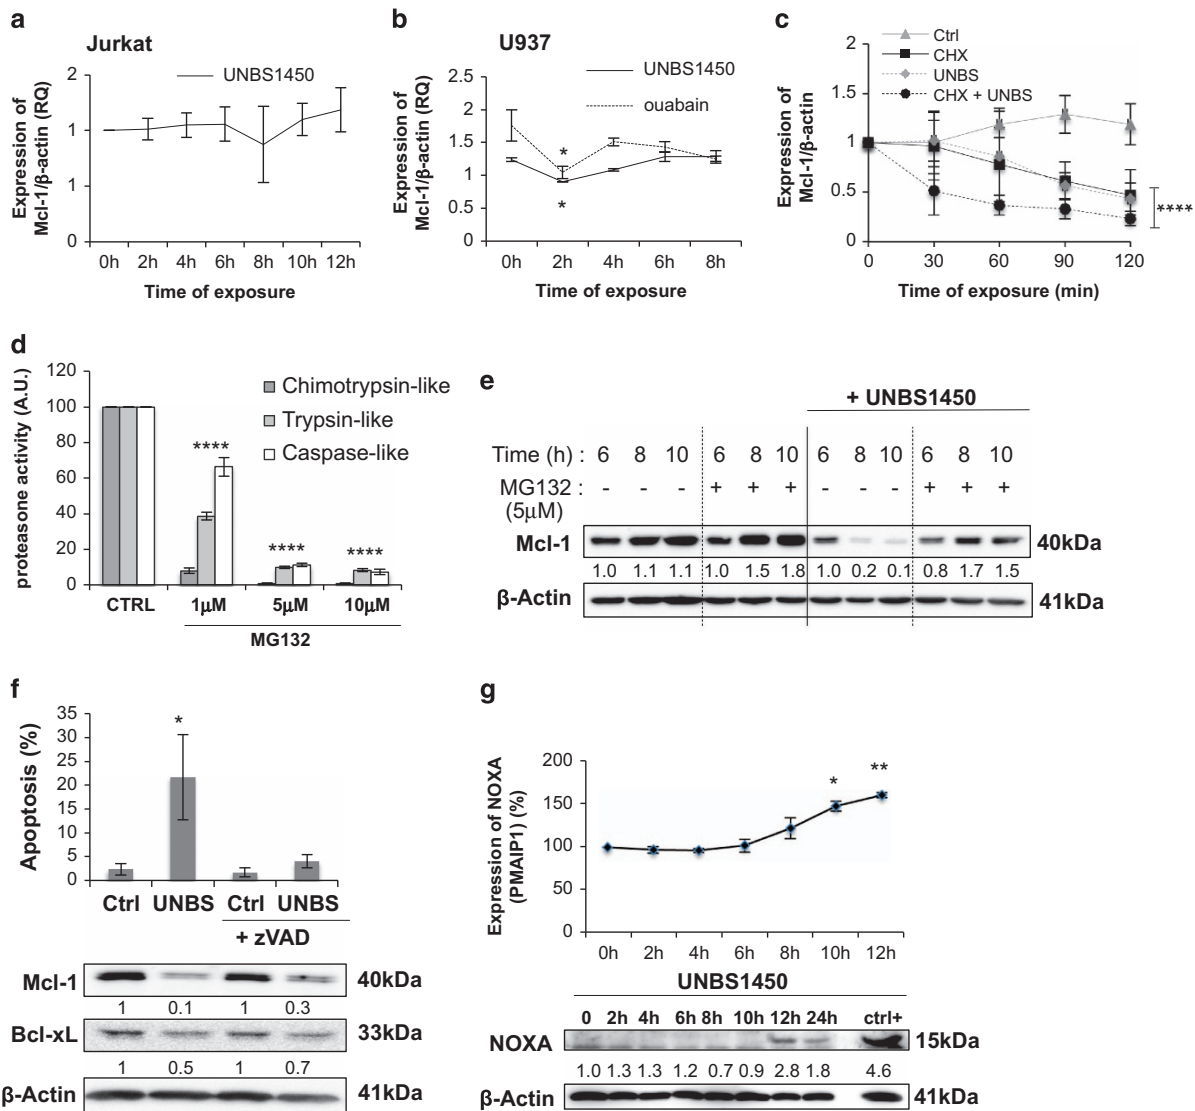 a
Jurkat
UNBS1450
Expression of
Mcl-1/β-actin (RQ)
2
1
1
0
0h 2h 4h 6h 8h 10h 12h
Time of exposure
b
U937
UNBS1450
ouabain
Expression of
Mcl-1/β-actin (RQ)
2.5
2
1.5
1
0.5
0
*
*
0h 2h 4h 6h 8h
Time of exposure
c
Ctrl
CHX
UNBS
CHX + UNBS
Expression of
Mcl-1/β-actin
2
1.5
1
0.5
0
****
0 30 60 90 120
Time of exposure (min)
d
proteasone activity (A.U.)
120
100
80
60
40
20
0
Chimotrypsin-like
Trypsin-like
Caspase-like
**** **** ****
CTRL 1μM 5μM 10μM
MG132
e
+ UNBS1450
Time (h) : 6 8 10 6 8 10 6 8 10 6 8 10
MG132 : - - - + + + - - - + + +
(5μM)
Mcl-1 40kDa
1.0 1.1 1.1 1.0 1.5 1.8 1.0 0.2 0.1 0.8 1.7 1.5
β-Actin 41kDa
f
Apoptosis (%)
35
30
25
20
15
10
5
0
*
Ctrl UNBS Ctrl UNBS
+ zVAD
Mcl-1 40kDa
1 0.1 1 0.3
Bcl-xL 33kDa
1 0.5 1 0.7
β-Actin 41kDa
g
Expression of NOXA
(PMAIP1) (%)
200
150
100
50
0
* **
0h 2h 4h 6h 8h 10h 12h
UNBS1450
0 2h 4h 6h 8h 10h 12h 24h ctrl+
NOXA 15kDa
1.0 1.3 1.3 1.2 0.7 0.9 2.8 1.8 4.6
β-Actin 41kDa